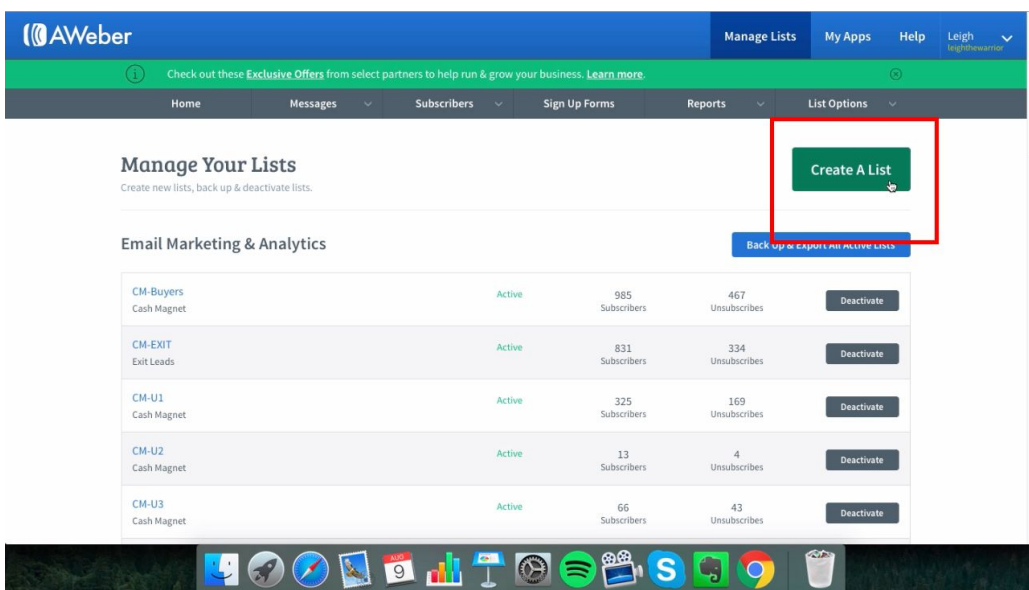 AWeber
Manage Lists My Apps Help Leigh
leighthewarrior
Check out these Exclusive Offers from select partners to help run & grow your business. Learn more.
Home Messages Subscribers Sign Up Forms Reports List Options
Manage Your Lists
Create new lists, back up & deactivate lists.
Create A List
Email Marketing & Analytics
Back Up & Export All Active Lists
CM-Buyers Active 985 467 Deactivate
Cash Magnet Subscribers Unsubscribes
CM-EXIT Active 831 334 Deactivate
Exit Leads Subscribers Unsubscribes
CM-U1 Active 325 169 Deactivate
Cash Magnet Subscribers Unsubscribes
CM-U2 Active 13 4 Deactivate
Cash Magnet Subscribers Unsubscribes
CM-U3 Active 66 43 Deactivate
Cash Magnet Subscribers Unsubscribes
AUG
9